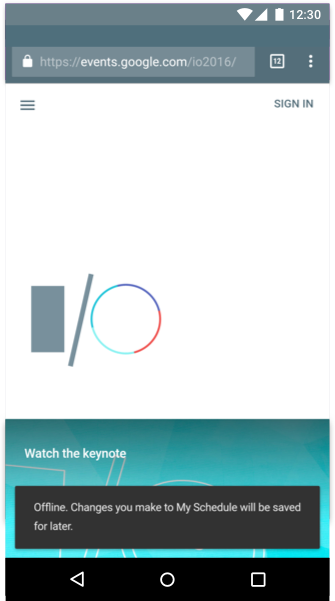 12:30
https://events.google.com/io2016/
12
SIGN IN
I/O
Watch the keynote
Offline. Changes you make to My Schedule will be saved
for later.